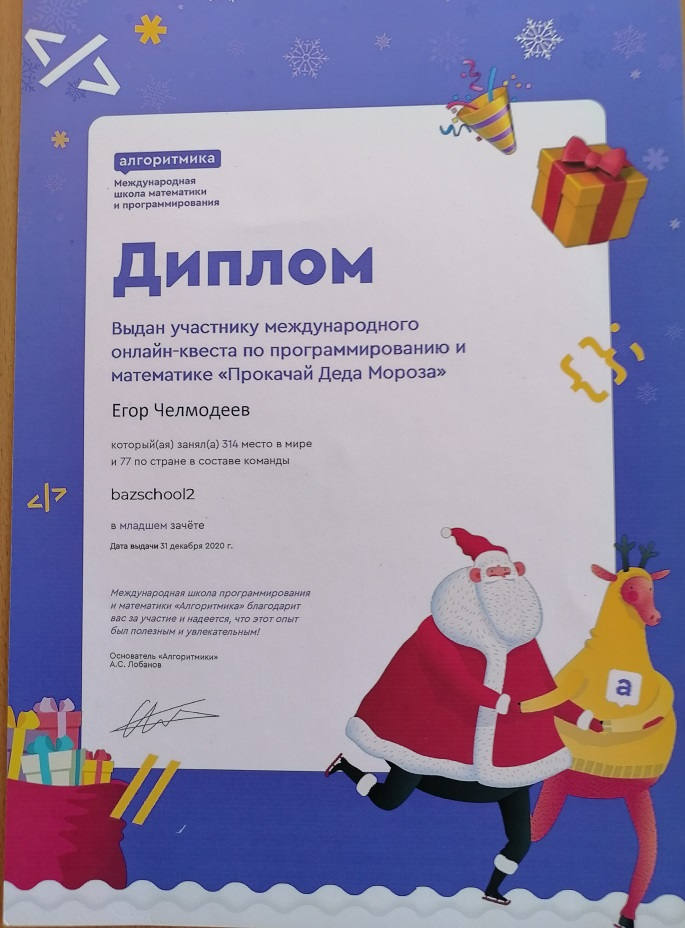 </>
алгоритмика
Международная
школа математики
и программирования
Диплом
Выдан участнику международного
онлайн-квеста по программированию и
математике «Прокачай Деда Мороза»
{};
Егор Челмодеев
который(ая) занял(а) 314 место в мире
и 77 по стране в составе команды
</>
bazschool2
в младшем зачёте
Дата выдачи 31 декабря 2020 г.
Международная школа программирования
и математики «Алгоритмика» благодарит
вас за участие и надеется, что этот опыт
был полезным и увлекательным!
Основатель «Алгоритмики»
А.С. Лобанов
a
//